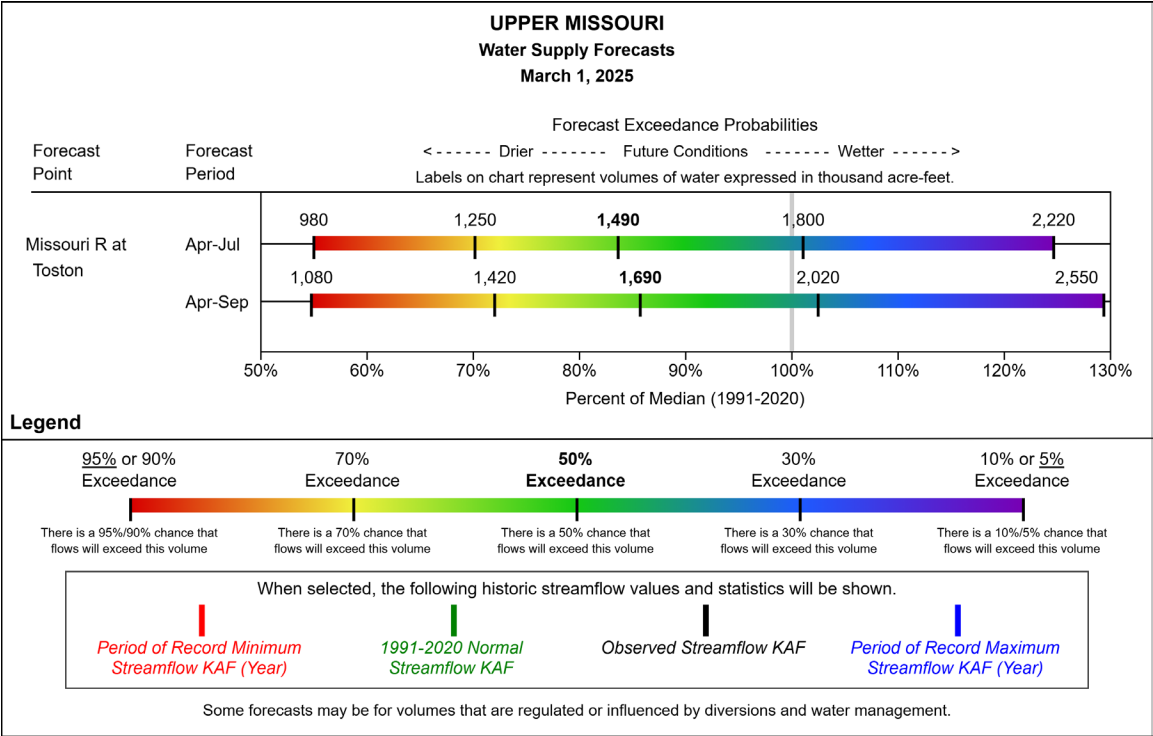 UPPER MISSOURI
Water Supply Forecasts
March 1, 2025
Forecast Exceedance Probabilities
Forecast Point
Forecast Period
<------ Drier ------- Future Conditions ------- Wetter ------>
Labels on chart represent volumes of water expressed in thousand acre-feet.
Missouri R at Toston
Apr-Jul
980 1,250 1,490 1,800 2,220
Apr-Sep
1,080 1,420 1,690 2,020 2,550
50% 60% 70% 80% 90% 100% 110% 120% 130%
Percent of Median (1991-2020)
Legend
95% or 90% Exceedance
70% Exceedance
50% Exceedance
30% Exceedance
10% or 5% Exceedance
There is a 95%/90% chance that
flows will exceed this volume
There is a 70% chance that
flows will exceed this volume
There is a 50% chance that
flows will exceed this volume
There is a 30% chance that
flows will exceed this volume
There is a 10%/5% chance that
flows will exceed this volume
When selected, the following historic streamflow values and statistics will be shown.
Period of Record Minimum
Streamflow KAF (Year)
1991-2020 Normal
Streamflow KAF
Observed Streamflow KAF
Period of Record Maximum
Streamflow KAF (Year)
Some forecasts may be for volumes that are regulated or influenced by diversions and water management.